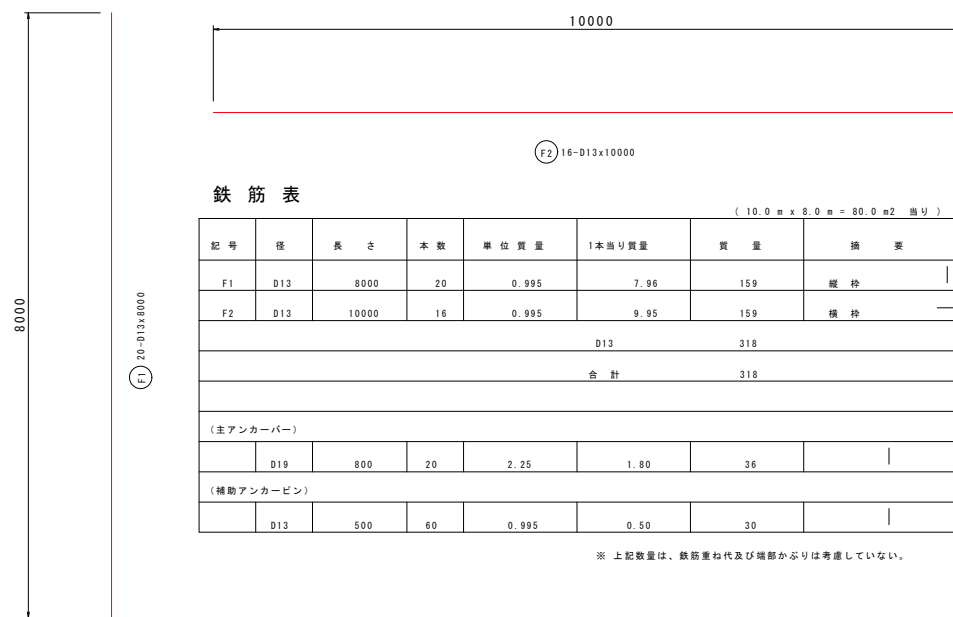 10000
F2 16-D13x10000
8000
F1 20-D13x8000
鉄 筋 表
( 10.0 m x 8.0 m = 80.0 m2 当り )
記 号 径 長 さ 本 数 単 位 質 量 1本当り質量 質 量 摘 要
F1 D13 8000 20 0.995 7.96 159 縦 枠
F2 D13 10000 16 0.995 9.95 159 横 枠
D13 318
合 計 318
(主アンカーバー)
D19 800 20 2.25 1.80 36
(補助アンカーピン)
D13 500 60 0.995 0.50 30
※ 上記数量は、鉄筋重ね代及び端部かぶりは考慮していない。